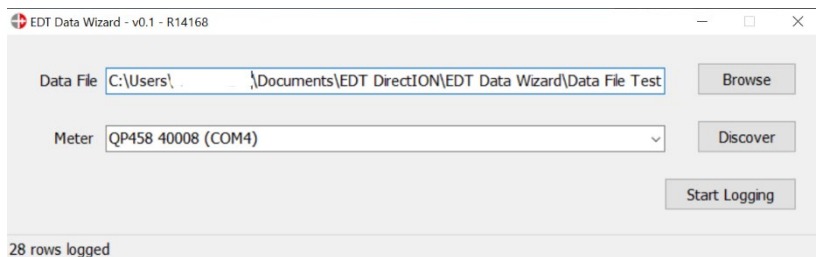 EDT Data Wizard - v0.1 - R14168
Data File C:\Users\ \Documents\EDT DirectION\EDT Data Wizard\Data File Test Browse
Meter QP458 40008 (COM4) Discover
Start Logging
28 rows logged